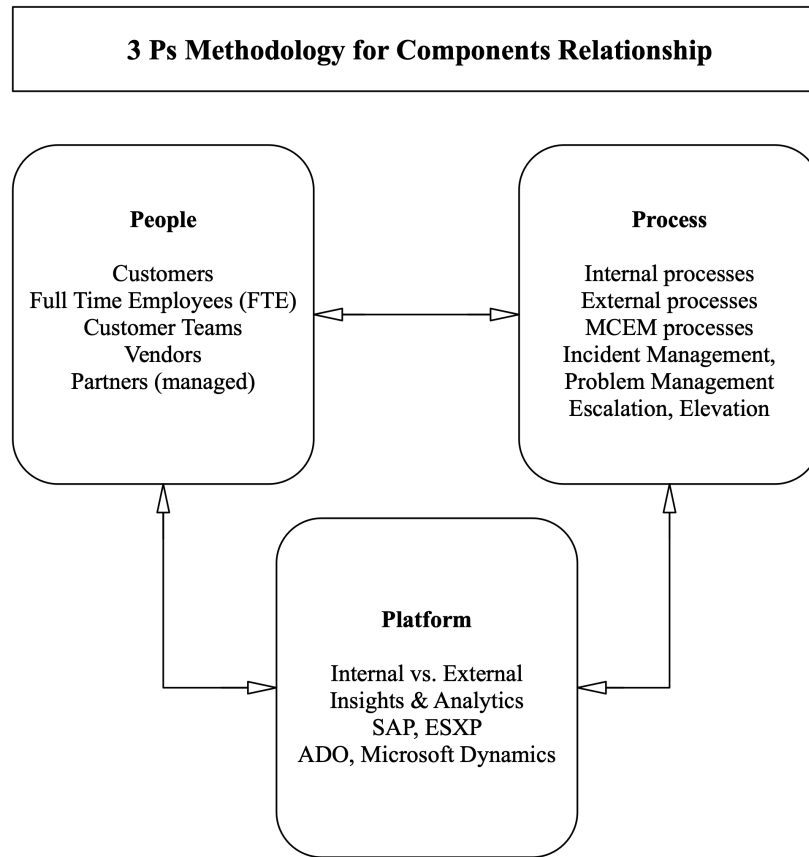 3 Ps Methodology for Components Relationship
People
Customers
Full Time Employees (FTE)
Customer Teams
Vendors
Partners (managed)
Process
Internal processes
External processes
MCEM processes
Incident Management,
Problem Management
Escalation, Elevation
Platform
Internal vs. External
Insights & Analytics
SAP, ESXP
ADO, Microsoft Dynamics